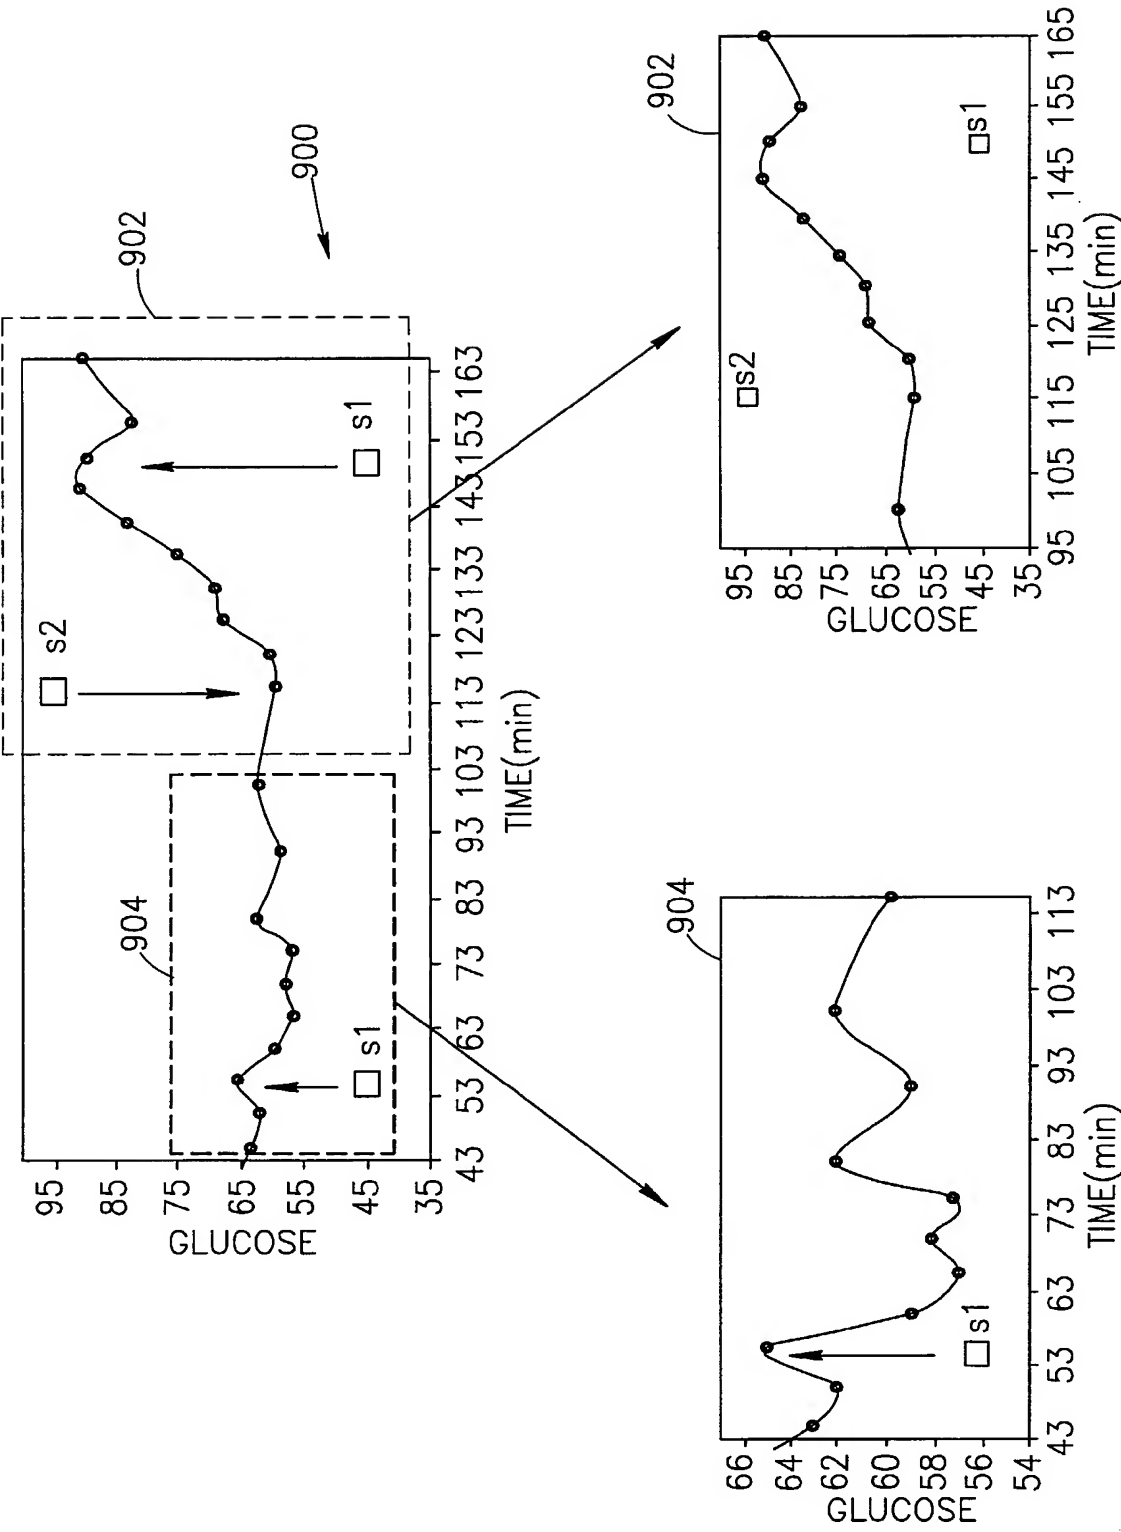 900
902
904
s2
s1
s1
95
85
75
65
55
45
35
GLUCOSE
43 53 63 73 83 93 103 113 123 133 143 153 163
TIME(min)
904
s1
66
64
62
60
58
56
54
GLUCOSE
43 53 63 73 83 93 103 113
TIME(min)
902
s2
s1
95
85
75
65
55
45
35
GLUCOSE
95 105 115 125 135 145 155 165
TIME(min)